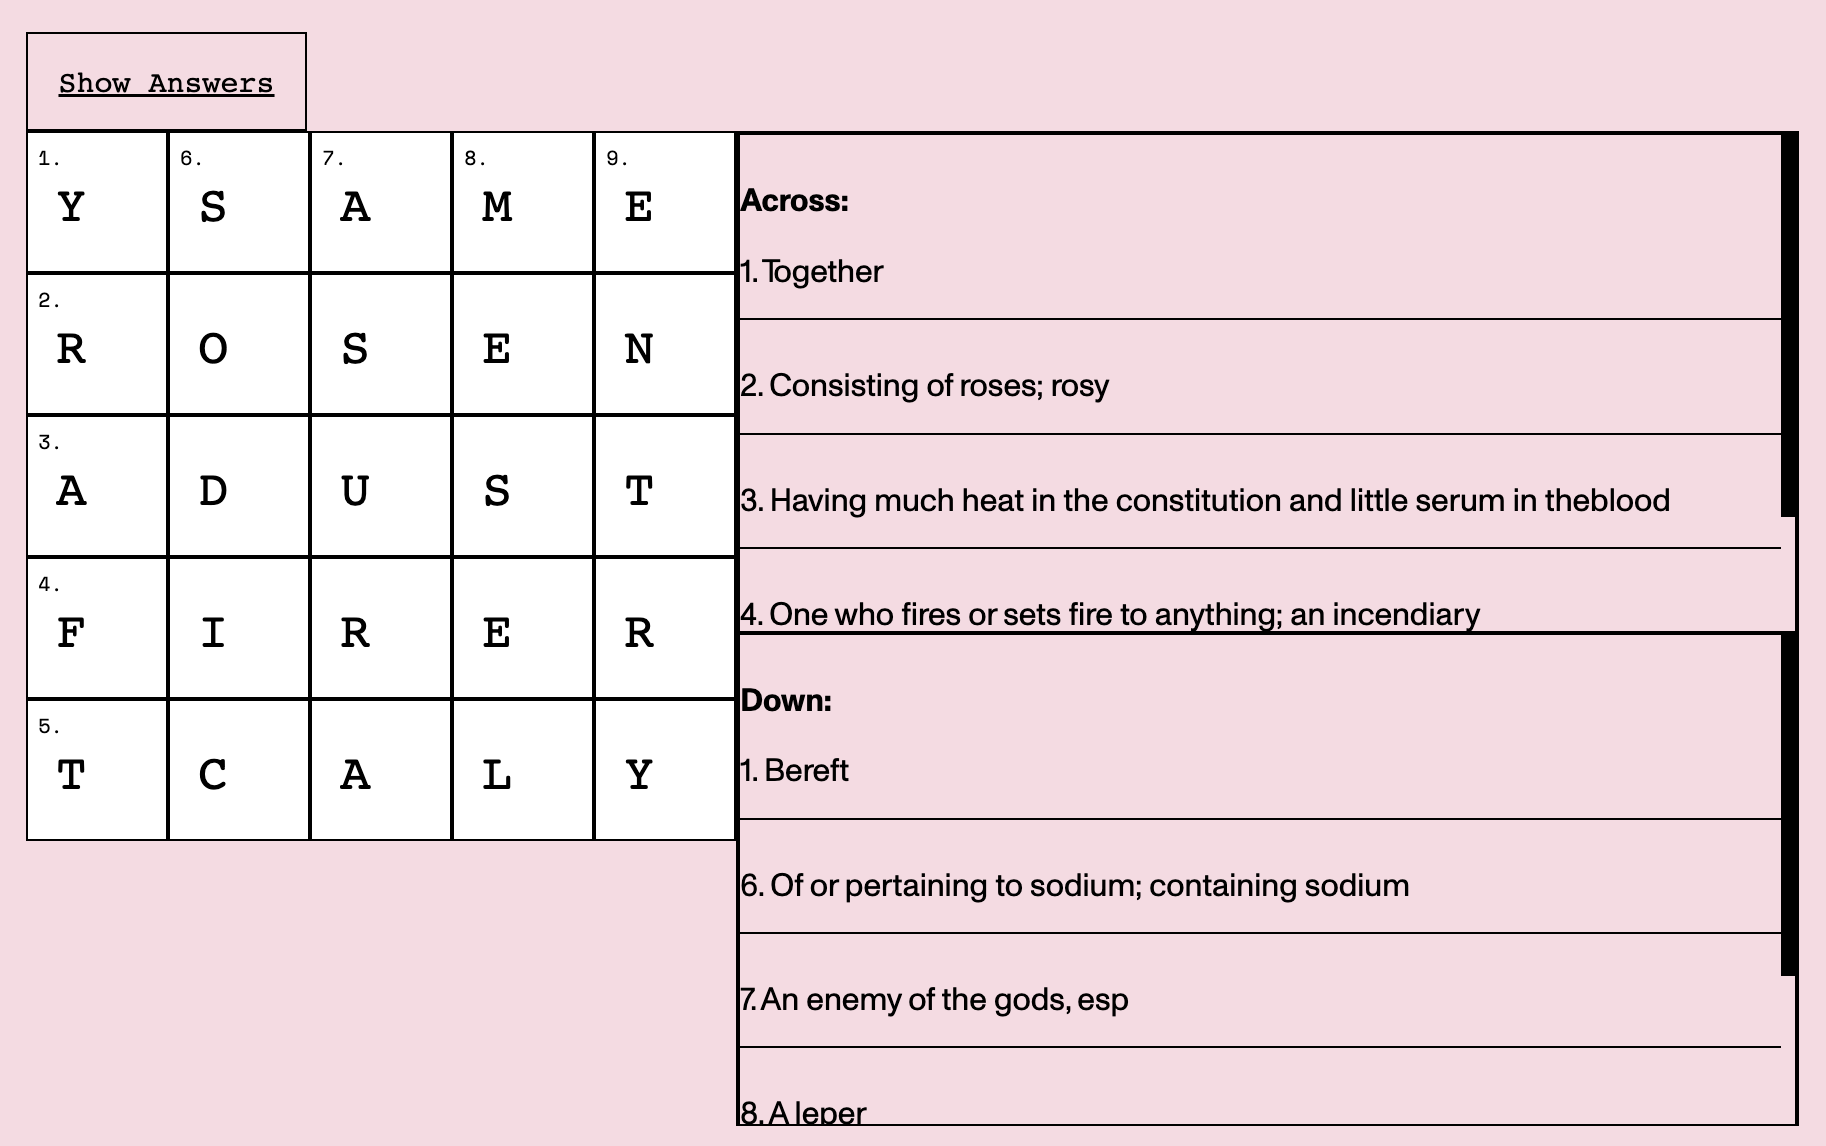 Show Answers
1. 6. 7. 8. 9.
Y S A M E
2.
R O S E N
3.
A D U S T
4.
F I R E R
5.
T C A L Y
Across:
1. Together
2. Consisting of roses; rosy
3. Having much heat in the constitution and little serum in theblood
4. One who fires or sets fire to anything; an incendiary
Down:
1. Bereft
6. Of or pertaining to sodium; containing sodium
7. An enemy of the gods, esp
8. A leper